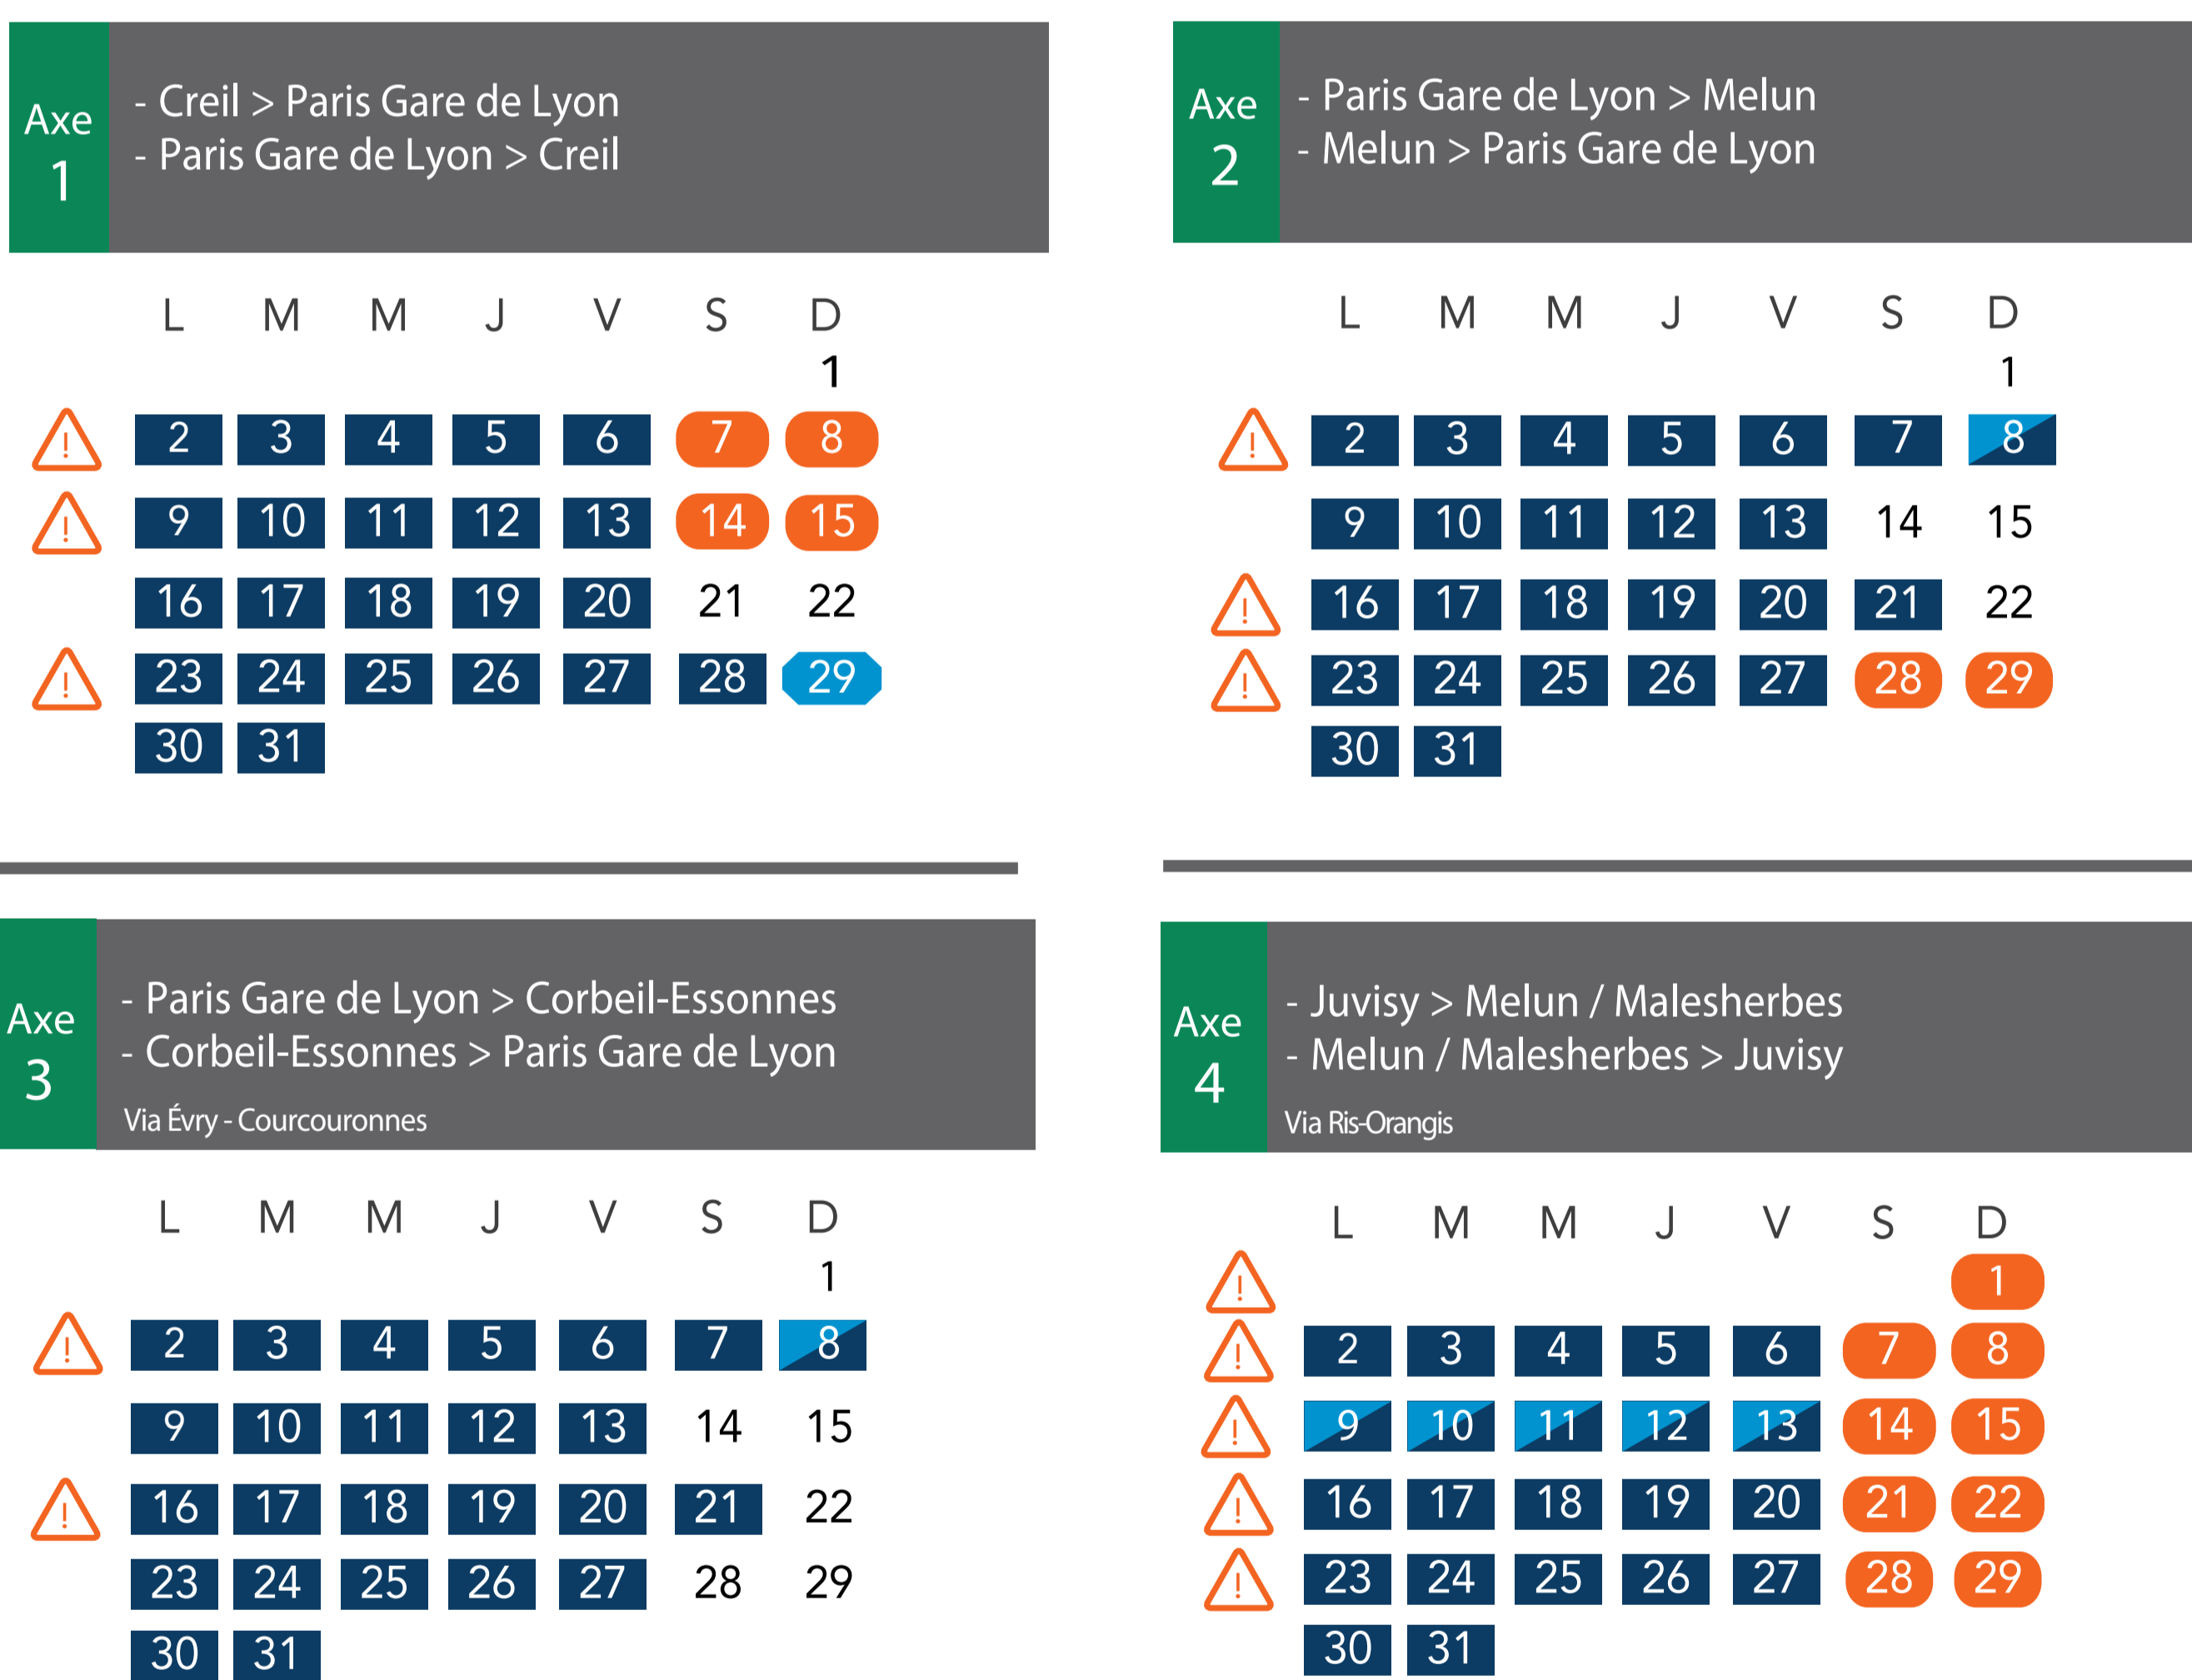 Axe
1
- Creil > Paris Gare de Lyon
- Paris Gare de Lyon > Creil
L M M J V S D
1
! 2 3 4 5 6 7 8
! 9 10 11 12 13 14 15
16 17 18 19 20 21 22
! 23 24 25 26 27 28 29
30 31
Axe
2
- Paris Gare de Lyon > Melun
- Melun > Paris Gare de Lyon
L M M J V S D
1
! 2 3 4 5 6 7 8
9 10 11 12 13 14 15
! 16 17 18 19 20 21 22
! 23 24 25 26 27 28 29
30 31
Axe
3
- Paris Gare de Lyon > Corbeil-Essonnes
- Corbeil-Essonnes > Paris Gare de Lyon
Via Évry - Courcouronnes
L M M J V S D
1
! 2 3 4 5 6 7 8
9 10 11 12 13 14 15
! 16 17 18 19 20 21 22
23 24 25 26 27 28 29
30 31
Axe
4
- Juvisy > Melun / Malesherbes
- Melun / Malesherbes > Juvisy
Via Ris-Orangis
L M M J V S D
! 1
! 2 3 4 5 6 7 8
! 9 10 11 12 13 14 15
! 16 17 18 19 20 21 22
! 23 24 25 26 27 28 29
30 31